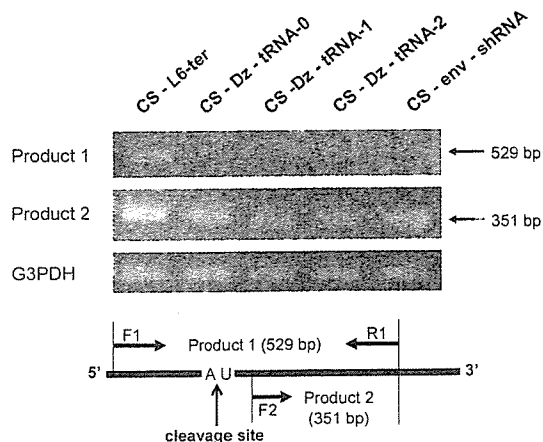 CS - L6-ter
CS - Dz - tRNA-0
CS -Dz - tRNA-1
CS - Dz - tRNA-2
CS - env - shRNA
Product 1
529 bp
Product 2
351 bp
G3PDH
F1
Product 1 (529 bp)
R1
5'
A U
3'
F2
Product 2
(351 bp)
cleavage site